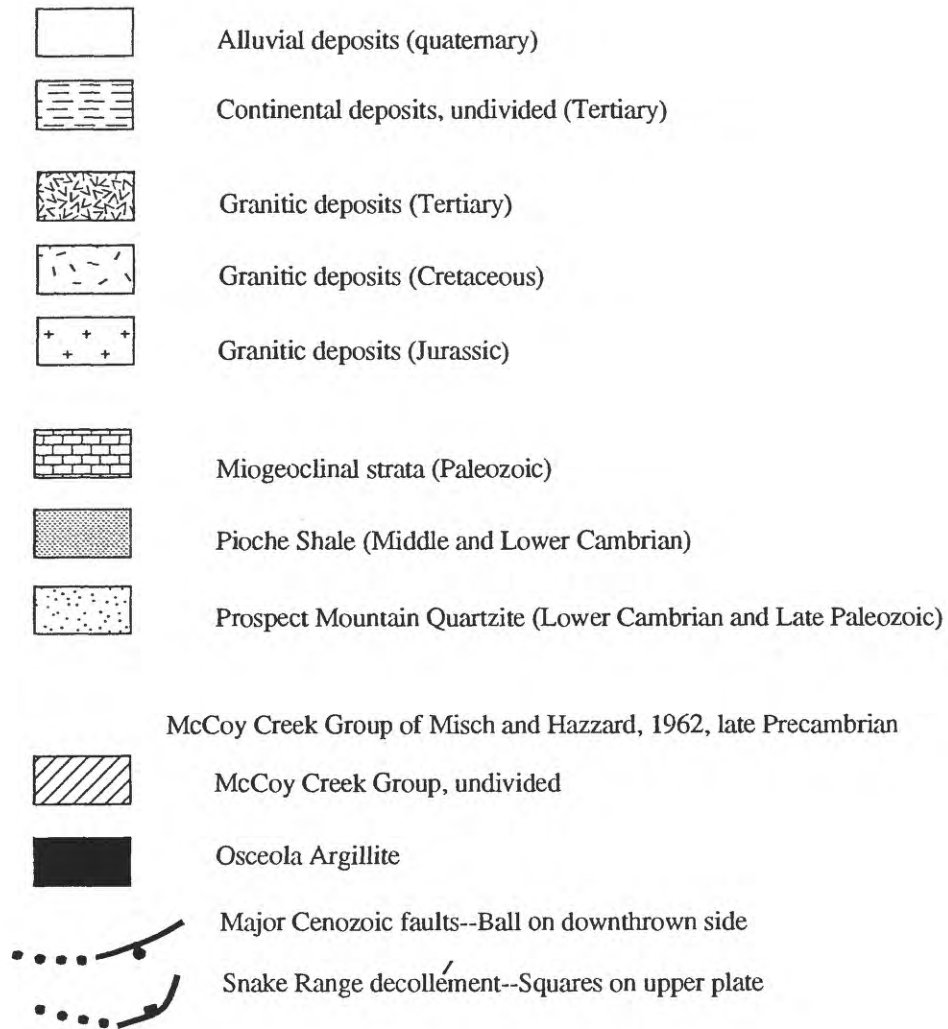 Alluvial deposits (quaternary)
Continental deposits, undivided (Tertiary)
Granitic deposits (Tertiary)
Granitic deposits (Cretaceous)
Granitic deposits (Jurassic)
Miogeoclinal strata (Paleozoic)
Pioche Shale (Middle and Lower Cambrian)
Prospect Mountain Quartzite (Lower Cambrian and Late Paleozoic)
McCoy Creek Group of Misch and Hazzard, 1962, late Precambrian
McCoy Creek Group, undivided
Osceola Argillite
Major Cenozoic faults--Ball on downthrown side
Snake Range decollément--Squares on upper plate